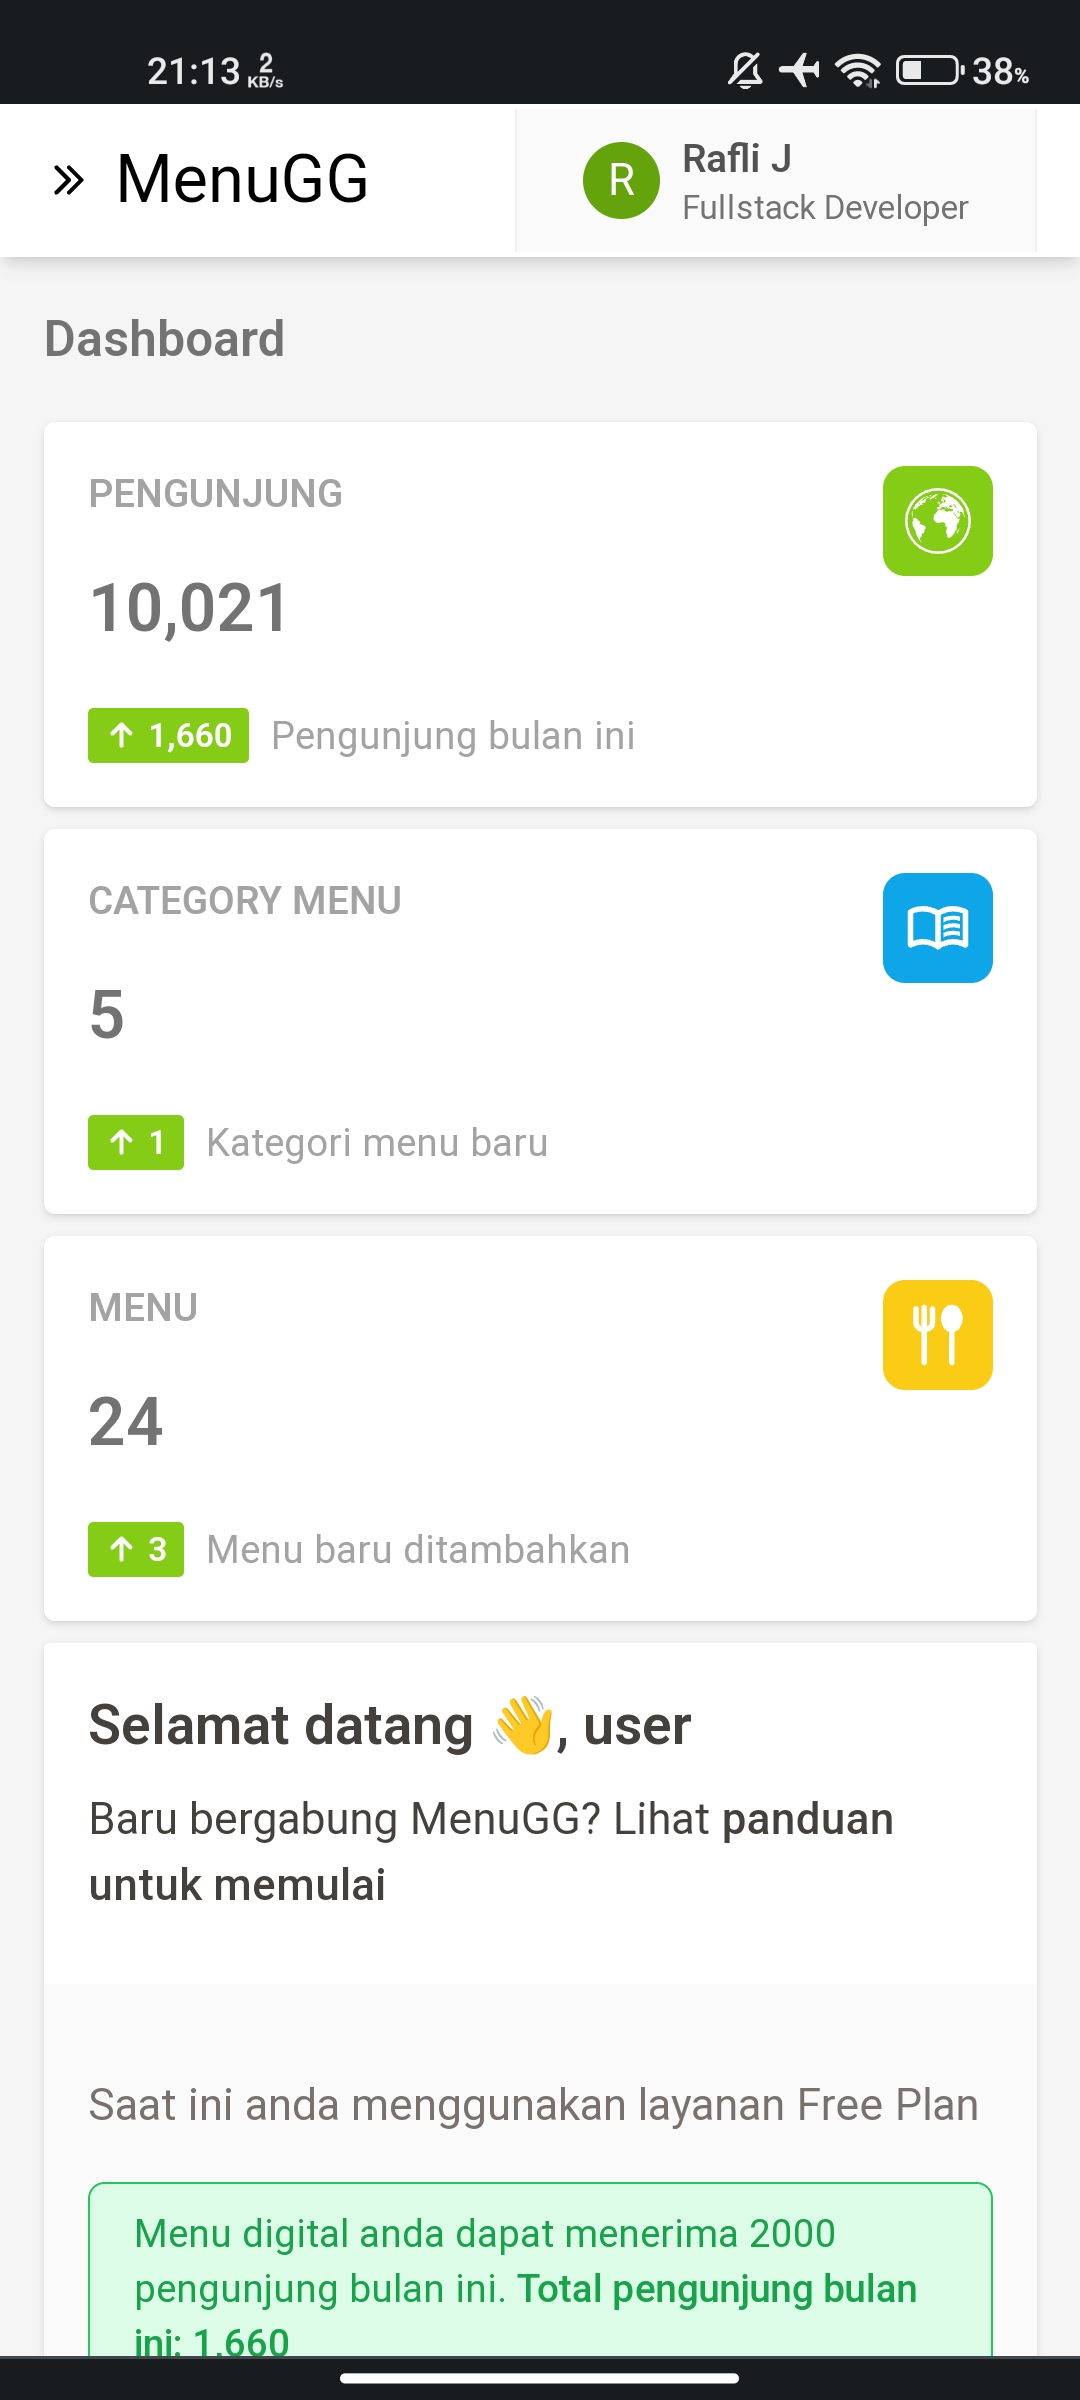 21:13 2 KB/s 38%
MenuGG
R
Rafli J
Fullstack Developer
Dashboard
PENGUNJUNG
10,021
↑ 1,660 Pengunjung bulan ini
CATEGORY MENU
5
↑ 1 Kategori menu baru
MENU
24
↑ 3 Menu baru ditambahkan
Selamat datang 👋, user
Baru bergabung MenuGG? Lihat panduan
untuk memulai
Saat ini anda menggunakan layanan Free Plan
Menu digital anda dapat menerima 2000
pengunjung bulan ini. Total pengunjung bulan
ini: 1,660